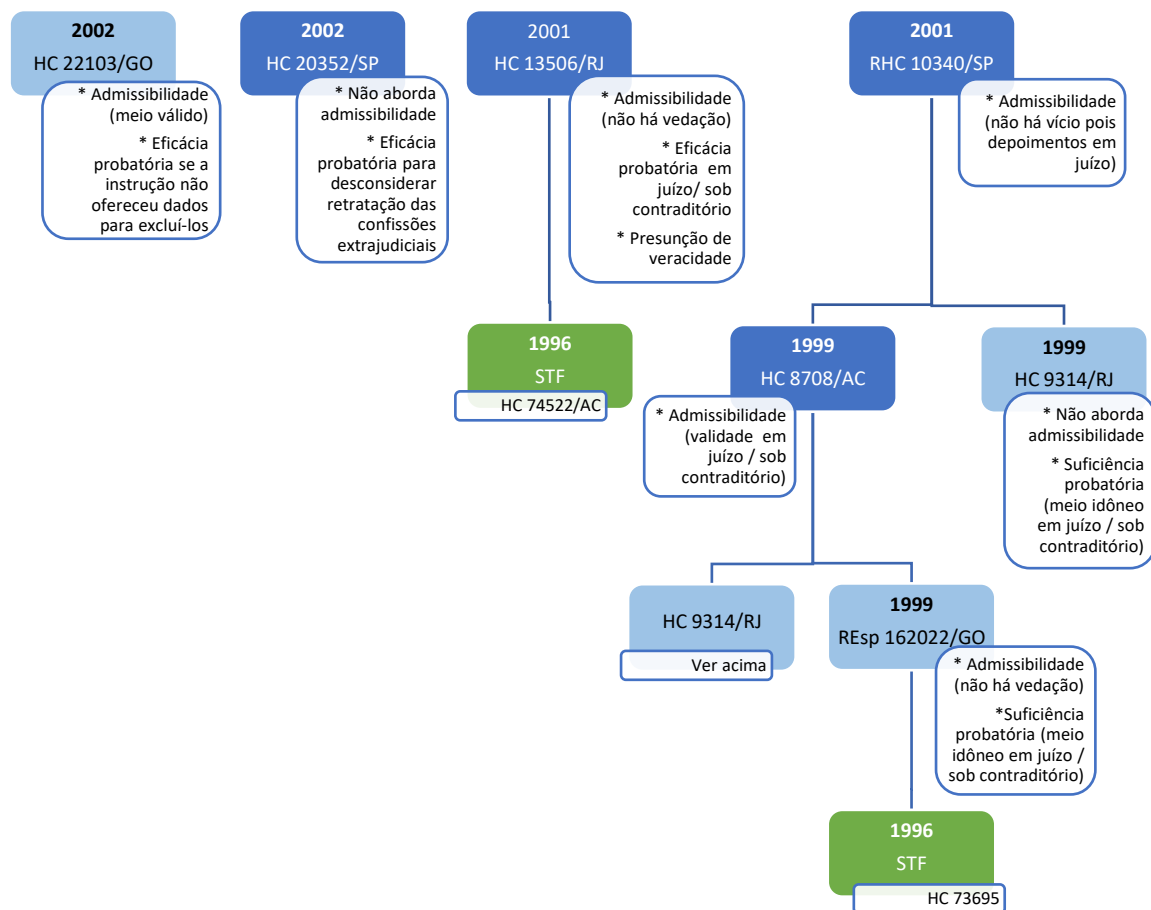 2002
HC 22103/GO
* Admissibilidade
(meio válido)
* Eficácia
probatória se a
instrução não
ofereceu dados
para excluí-los
2002
HC 20352/SP
* Não aborda
admissibilidade
* Eficácia
probatória para
desconsiderar
retratação das
confissões
extrajudiciais
2001
HC 13506/RJ
* Admissibilidade
(não há vedação)
* Eficácia
probatória em
juízo/ sob
contraditório
* Presunção de
veracidade
2001
RHC 10340/SP
* Admissibilidade
(não há vício pois
depoimentos em
juízo)
1996
STF
HC 74522/AC
1999
HC 8708/AC
* Admissibilidade
(validade em
juízo / sob
contraditório)
1999
HC 9314/RJ
* Não aborda
admissibilidade
* Suficiência
probatória
(meio idôneo
em juízo / sob
contraditório)
HC 9314/RJ
Ver acima
1999
REsp 162022/GO
* Admissibilidade
(não há vedação)
*Suficiência
probatória (meio
idôneo em juízo /
sob contraditório)
1996
STF
HC 73695